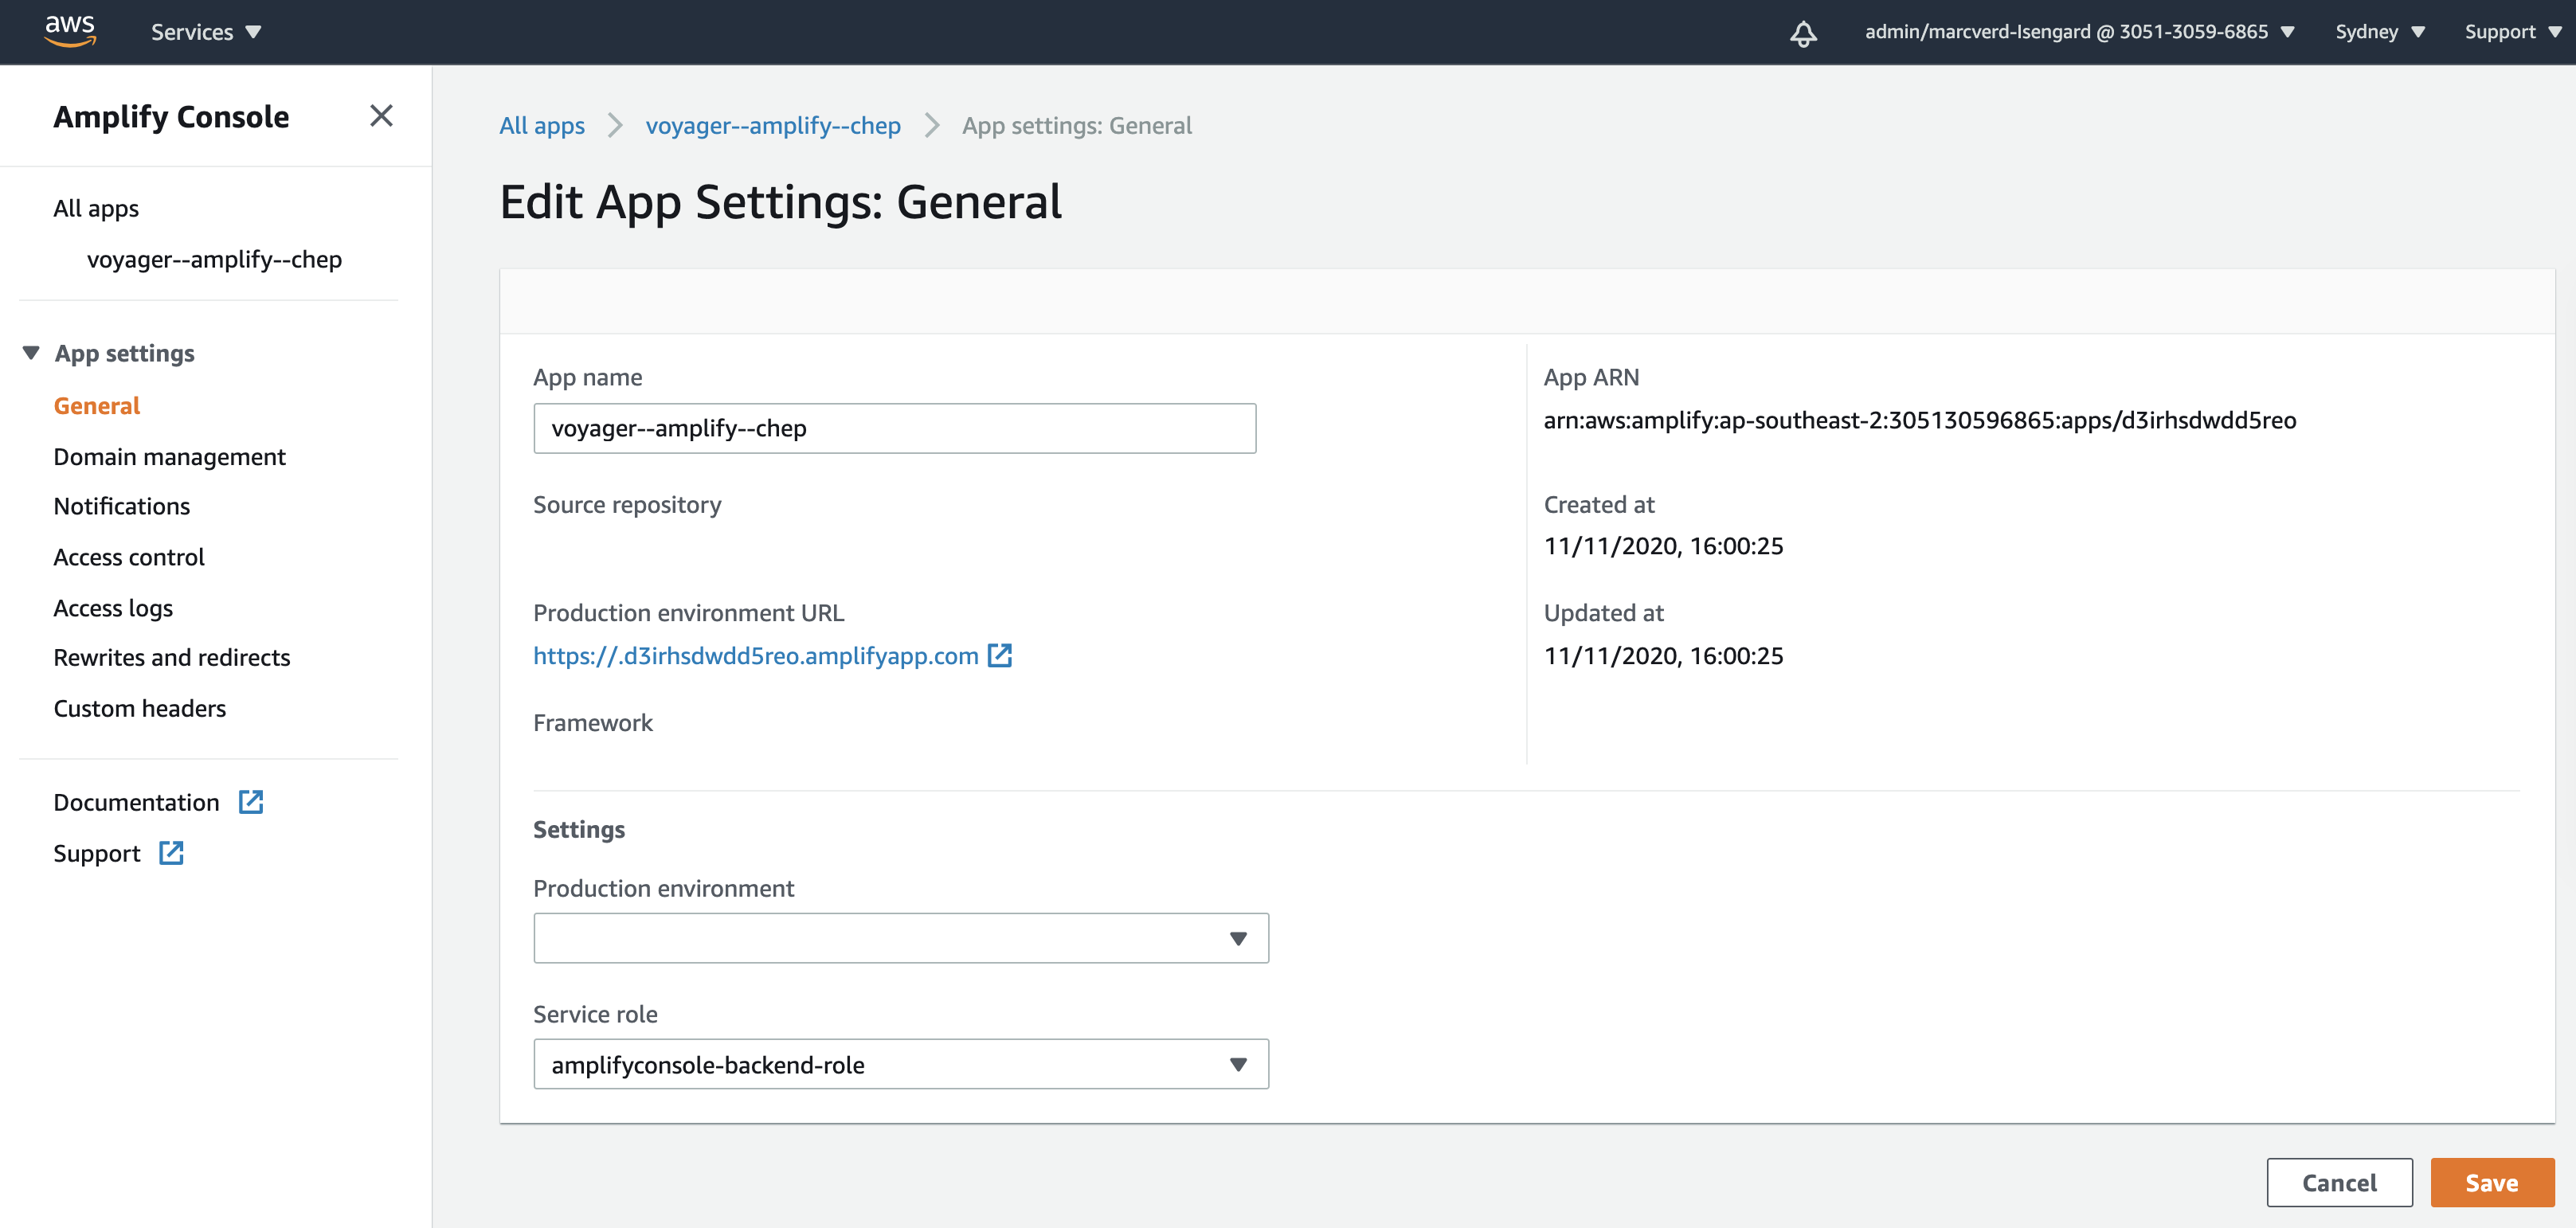 aws Services admin/marcverd-Isengard @ 3051-3059-6865 Sydney Support
Amplify Console
All apps
voyager--amplify--chep
App settings
General
Domain management
Notifications
Access control
Access logs
Rewrites and redirects
Custom headers
Documentation
Support
All apps voyager--amplify--chep App settings: General
Edit App Settings: General
App name
voyager--amplify--chep
Source repository
Production environment URL
https://.d3irhsdwdd5reo.amplifyapp.com
Framework
App ARN
arn:aws:amplify:ap-southeast-2:305130596865:apps/d3irhsdwdd5reo
Created at
11/11/2020, 16:00:25
Updated at
11/11/2020, 16:00:25
Settings
Production environment
Service role
amplifyconsole-backend-role
Cancel Save